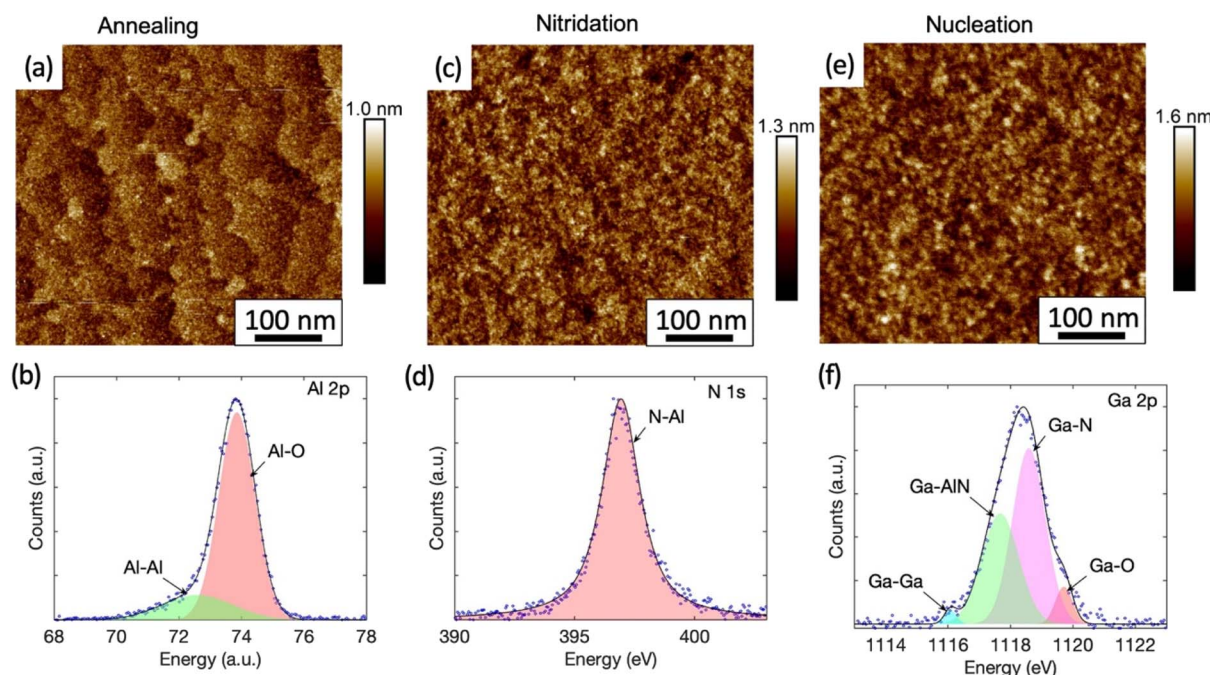 Annealing
Nitridation
Nucleation
(a)
1.0 nm
100 nm
(c)
1.3 nm
100 nm
(e)
1.6 nm
100 nm
(b)
Al 2p
Al-O
Al-Al
Counts (a.u.)
68 70 72 74 76 78
Energy (a.u.)
(d)
N 1s
N-Al
Counts (a.u.)
390 395 400
Energy (eV)
(f)
Ga 2p
Ga-N
Ga-AlN
Ga-Ga
Ga-O
Counts (a.u.)
1114 1116 1118 1120 1122
Energy (eV)